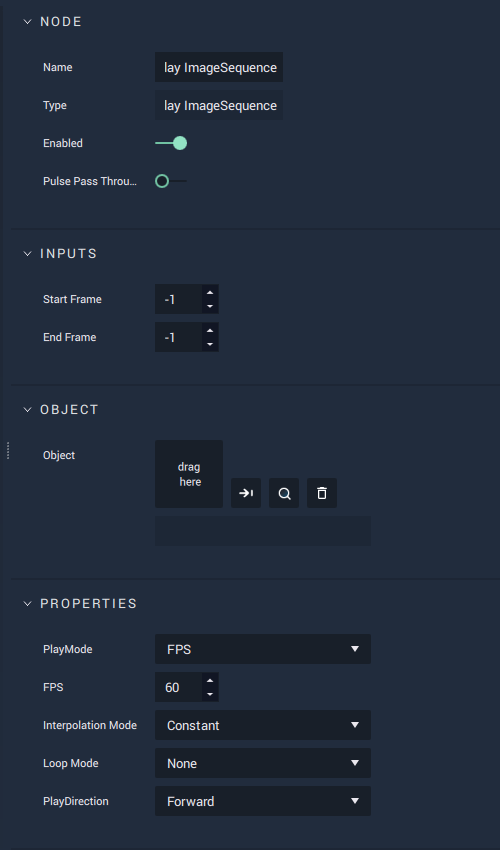 NODE
Name lay ImageSequence
Type lay ImageSequence
Enabled
Pulse Pass Throu...
INPUTS
Start Frame -1
End Frame -1
OBJECT
Object
drag
here
PROPERTIES
PlayMode FPS
FPS 60
Interpolation Mode Constant
Loop Mode None
PlayDirection Forward